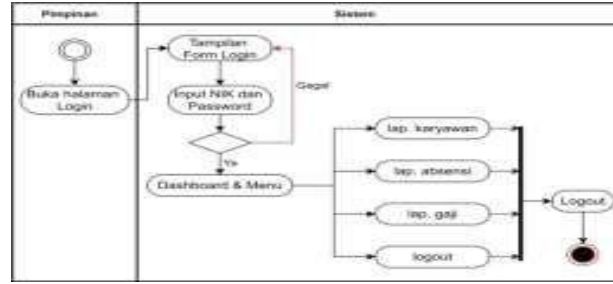 Pimpinan
Sistem
Buka halaman
Login
Tampilan
Form Login
Input NIK dan
Password
Gagal
Ya
Dashboard & Menu
lap. karyawan
lap. absensi
lap. gaji
logout
Logout